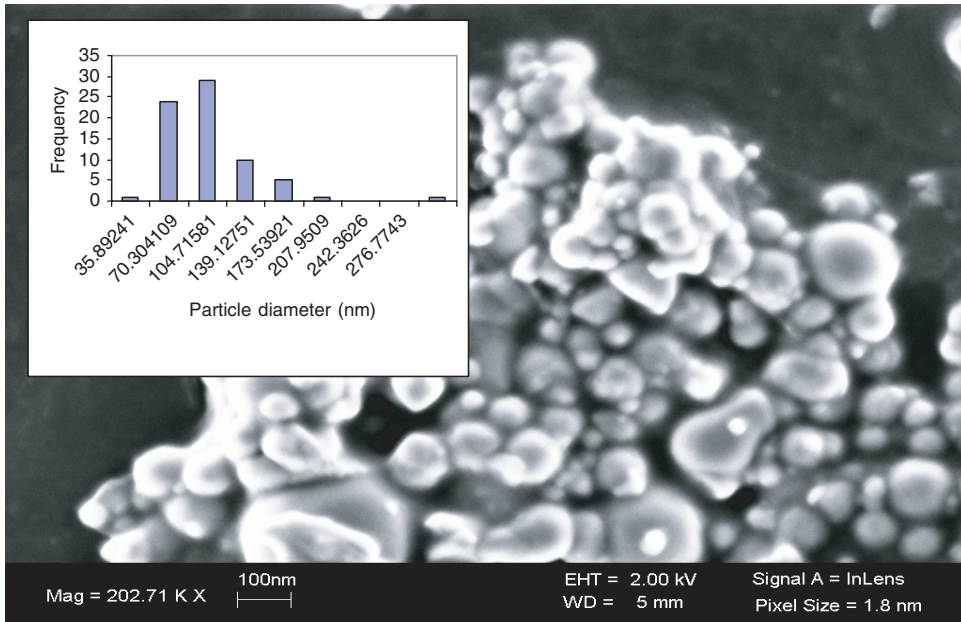 35
30
25
20
15
10
5
0
Frequency
35.89241
70.304109
104.71581
139.12751
173.53921
207.9509
242.3626
276.7743
Particle diameter (nm)
Mag = 202.71 K X
100nm
EHT = 2.00 kV
WD = 5 mm
Signal A = InLens
Pixel Size = 1.8 nm